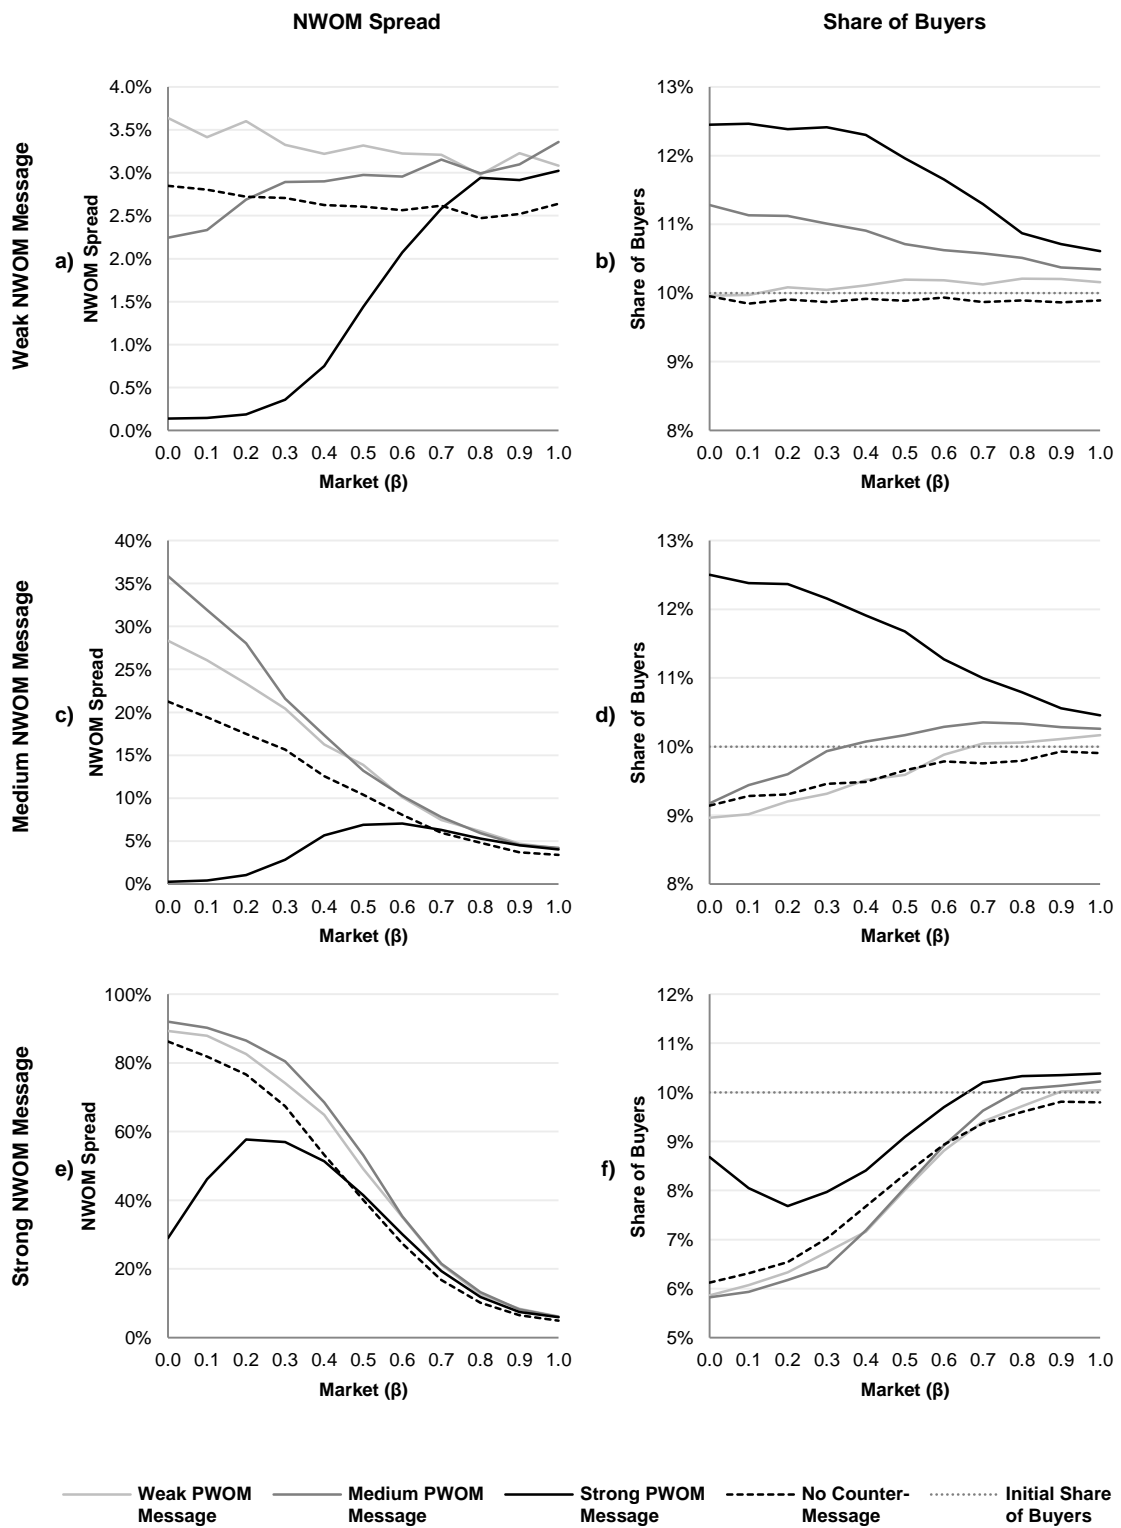 NWOM Spread
Share of Buyers
Weak NWOM Message
a)
NWOM Spread
4.0%
3.5%
3.0%
2.5%
2.0%
1.5%
1.0%
0.5%
0.0%
0.0 0.1 0.2 0.3 0.4 0.5 0.6 0.7 0.8 0.9 1.0
Market (β)
b)
Share of Buyers
13%
12%
11%
10%
9%
8%
0.0 0.1 0.2 0.3 0.4 0.5 0.6 0.7 0.8 0.9 1.0
Market (β)
Medium NWOM Message
c)
NWOM Spread
40%
35%
30%
25%
20%
15%
10%
5%
0%
0.0 0.1 0.2 0.3 0.4 0.5 0.6 0.7 0.8 0.9 1.0
Market (β)
d)
Share of Buyers
13%
12%
11%
10%
9%
8%
0.0 0.1 0.2 0.3 0.4 0.5 0.6 0.7 0.8 0.9 1.0
Market (β)
Strong NWOM Message
e)
NWOM Spread
100%
80%
60%
40%
20%
0%
0.0 0.1 0.2 0.3 0.4 0.5 0.6 0.7 0.8 0.9 1.0
Market (β)
f)
Share of Buyers
12%
11%
10%
9%
8%
7%
6%
5%
0.0 0.1 0.2 0.3 0.4 0.5 0.6 0.7 0.8 0.9 1.0
Market (β)
Weak PWOM
Message
Medium PWOM
Message
Strong PWOM
Message
No Counter-
Message
Initial Share
of Buyers